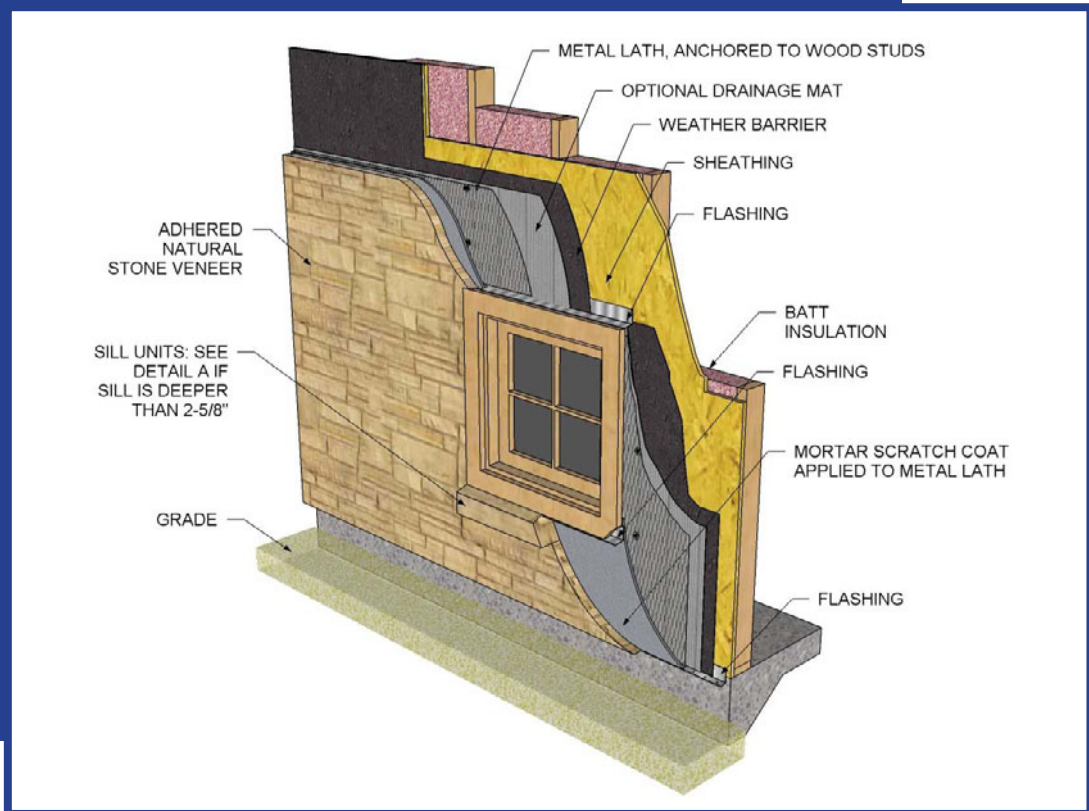 METAL LATH, ANCHORED TO WOOD STUDS
OPTIONAL DRAINAGE MAT
WEATHER BARRIER
SHEATHING
FLASHING
ADHERED
NATURAL
STONE VENEER
BATT
INSULATION
SILL UNITS: SEE
DETAIL A IF
SILL IS DEEPER
THAN 2-5/8"
FLASHING
MORTAR SCRATCH COAT
APPLIED TO METAL LATH
GRADE
FLASHING